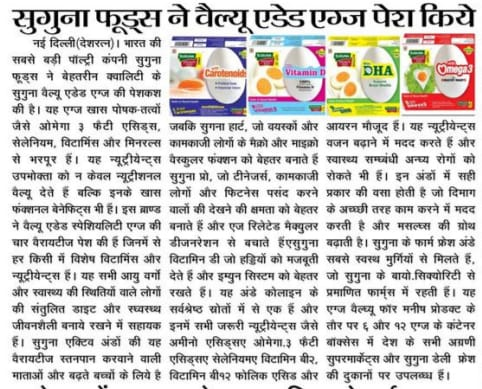 सुगुना फूड्स ने वैल्यू एडेड एग्ज पेश किये
नई दिल्ली(देशरत्न)। भारत की
सबसे बड़ी पॉल्ट्री कंपनी सुगुना
फूड्स ने बेहतरीन क्वालिटि के
सुगुना वैल्यू एडेड एग्ज की पेशकश
की है। यह एग्ज खास पोषक-तत्वों
जैसे ओमेगा ३ फैटी एसिड्स,
सेलेनियम, विटामिंस और मिनरल्स
से भरपूर हैं। यह न्यूट्रीयेन्ट्स
उपभोक्ता को न केवल न्यूट्रीशनल
वैल्यू देते हैं बल्कि इनके खास
फंक्शनल बेनेफिट्स भी हैं। इस ब्राण्ड
ने वैल्यू एडेड स्पेशियलिटि एग्ज की
चार वैरायटीज पेश की हैं जिनमें से
हर किसी में विशेष विटामिंस और
न्यूट्रीयेन्ट्स हैं। यह सभी आयु वर्गो
और स्वास्थ्य की स्थितियों वाले लोगों
की संतुलित डाइट और स्वस्थ्य
जीवनशैली बनाये रखने में सहायक
हैं। सुगुना एक्टिव अंडों की यह
वैरायटीज स्तनपान करवाने वाली
माताओं और बढ़ते बच्चों के लिये है
Carotenoids
Vitamin D
DHA
Omega3
जबकि सुगना हार्ट, जो वयस्कों और
कामकाजी लोगों के मैक्रो और माइक्रो
वैस्कुलर फंक्शन को बेहतर बनाते हैं
सुगुना प्रो, जो टीनेजर्स, कामकाजी
लोगों और फिटनेस पसंद करने
वालों की देखने की क्षमता को बेहतर
बनाते हैं और एज रिलेटेड मैक्युलर
डीजनरेशन से बचाते हैंएसुगुना
विटामिन डी जो हड्डियों को मजबूती
देते हैं और इम्युन सिस्टम को बेहतर
रखते हैं। यह अंडे कोलाइन के
सर्वश्रेष्ठ श्रोतों में से एक हैं और
इनमें सभी जरूरी न्यूट्रीयेन्ट्स जैसे
अमीनो एसिड्सए ओमेगा.३ फैटी
एसिड्सए सेलेनियमए विटामिन बी२,
विटामिन बी१२ फोलिक एसिड और
आयरन मौजूद हैं। यह न्यूट्रीयेन्ट्स
वजन बढ़ाने में मदद करते हैं और
स्वास्थ्य सम्बंधी अन्य रोगों को
रोकते भी हैं। इन अंडों में सही
प्रकार की वसा होती है जो दिमाग
के अच्छी तरह काम करने में मदद
करती है और मसल्स की ग्रोथ
बढ़ाती है। सुगुना के फार्म फ्रेश अंडे
सबसे स्वस्थ मुर्गियों से मिलते हैं,
जो सुगुना के बायो.सिक्योरिटी से
प्रमाणित फार्म्स में रहती हैं। यह
एग्ज वैल्यू फॉर मनीष प्रोडक्ट के
तौर पर ६ और १२ एग्ज के कंटेनर
बॉक्सेस में देश के सभी अग्रणी
सुपरमार्केट्स और सुगुना डेली फ्रेश
की दुकानों पर उपलब्ध हैं।